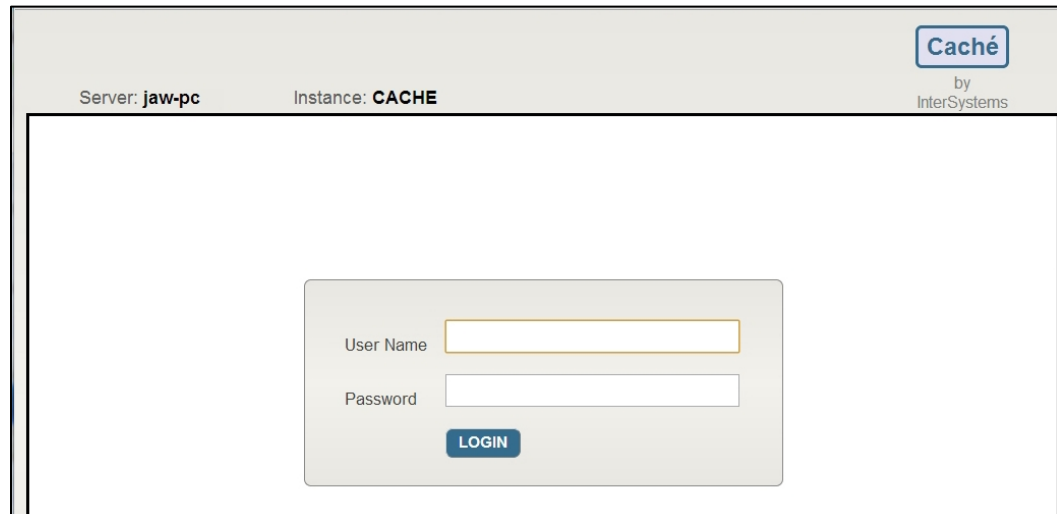 Caché
by
InterSystems
Server: jaw-pc Instance: CACHE
User Name
Password
LOGIN